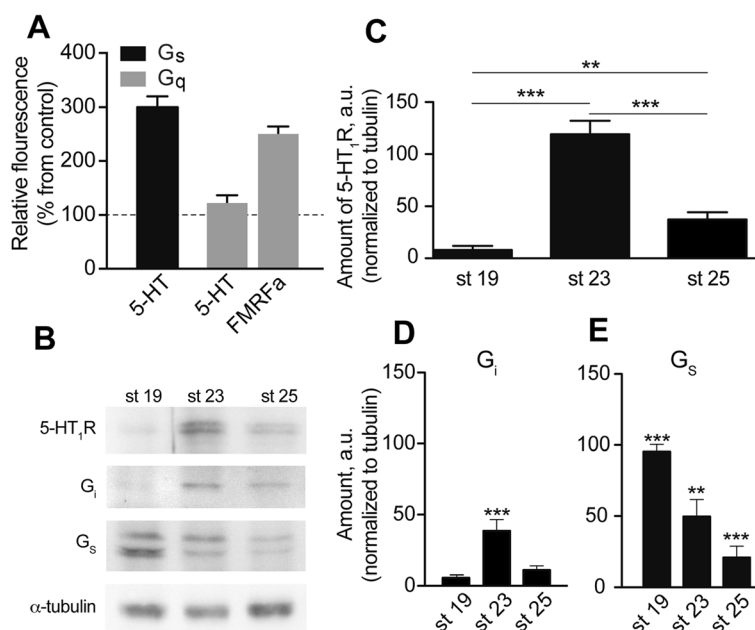 A
Gs
Gq
Relative flourescence
(% from control)
400
300
200
100
0
5-HT
5-HT
FMRFa
B
st 19 st 23 st 25
5-HT₁R
Gi
GS
α-tubulin
C
Amount of 5-HT₁R, a.u.
(normalized to tubulin)
**
*** ***
150
100
50
0
st 19 st 23 st 25
D
Gi
Amount, a.u.
(normalized to tubulin)
150
100
50
0
***
st 19
st 23
st 25
E
GS
150
100
50
0
***
**
***
st 19
st 23
st 25